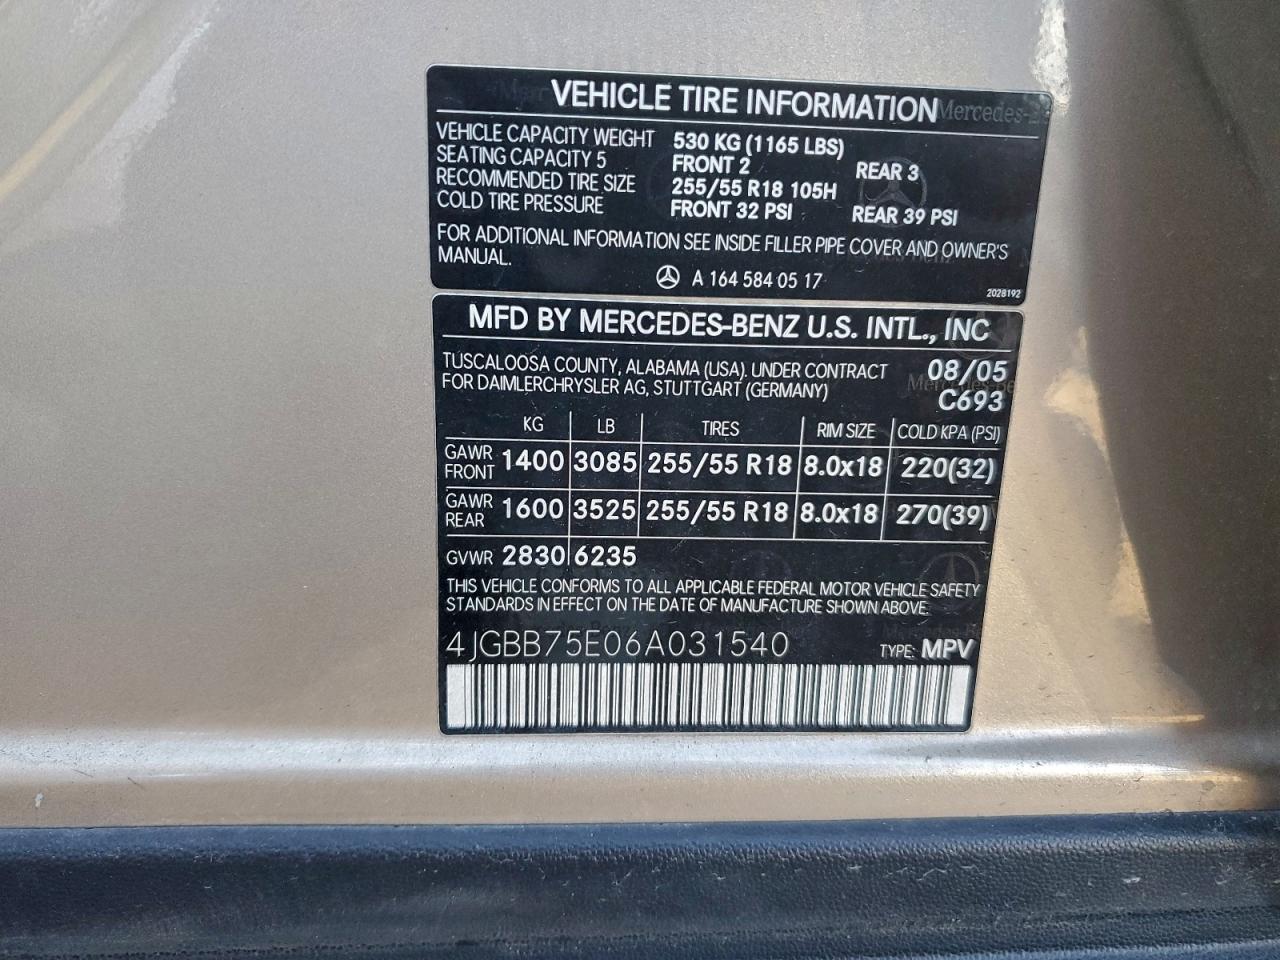 VEHICLE TIRE INFORMATION
VEHICLE CAPACITY WEIGHT 530 KG (1165 LBS)
SEATING CAPACITY 5 FRONT 2 REAR 3
RECOMMENDED TIRE SIZE 255/55 R18 105H
COLD TIRE PRESSURE FRONT 32 PSI REAR 39 PSI
FOR ADDITIONAL INFORMATION SEE INSIDE FILLER PIPE COVER AND OWNER'S
MANUAL.
A 164 584 05 17
2028192
MFD BY MERCEDES-BENZ U.S. INTL., INC
TUSCALOOSA COUNTY, ALABAMA (USA). UNDER CONTRACT 08/05
FOR DAIMLERCHRYSLER AG, STUTTGART (GERMANY) C693
KG LB TIRES RIM SIZE COLD KPA (PSI)
GAWR FRONT 1400 3085 255/55 R18 8.0x18 220(32)
GAWR REAR 1600 3525 255/55 R18 8.0x18 270(39)
GVWR 2830 6235
THIS VEHICLE CONFORMS TO ALL APPLICABLE FEDERAL MOTOR VEHICLE SAFETY
STANDARDS IN EFFECT ON THE DATE OF MANUFACTURE SHOWN ABOVE.
4JGBB75E06A031540 TYPE: MPV